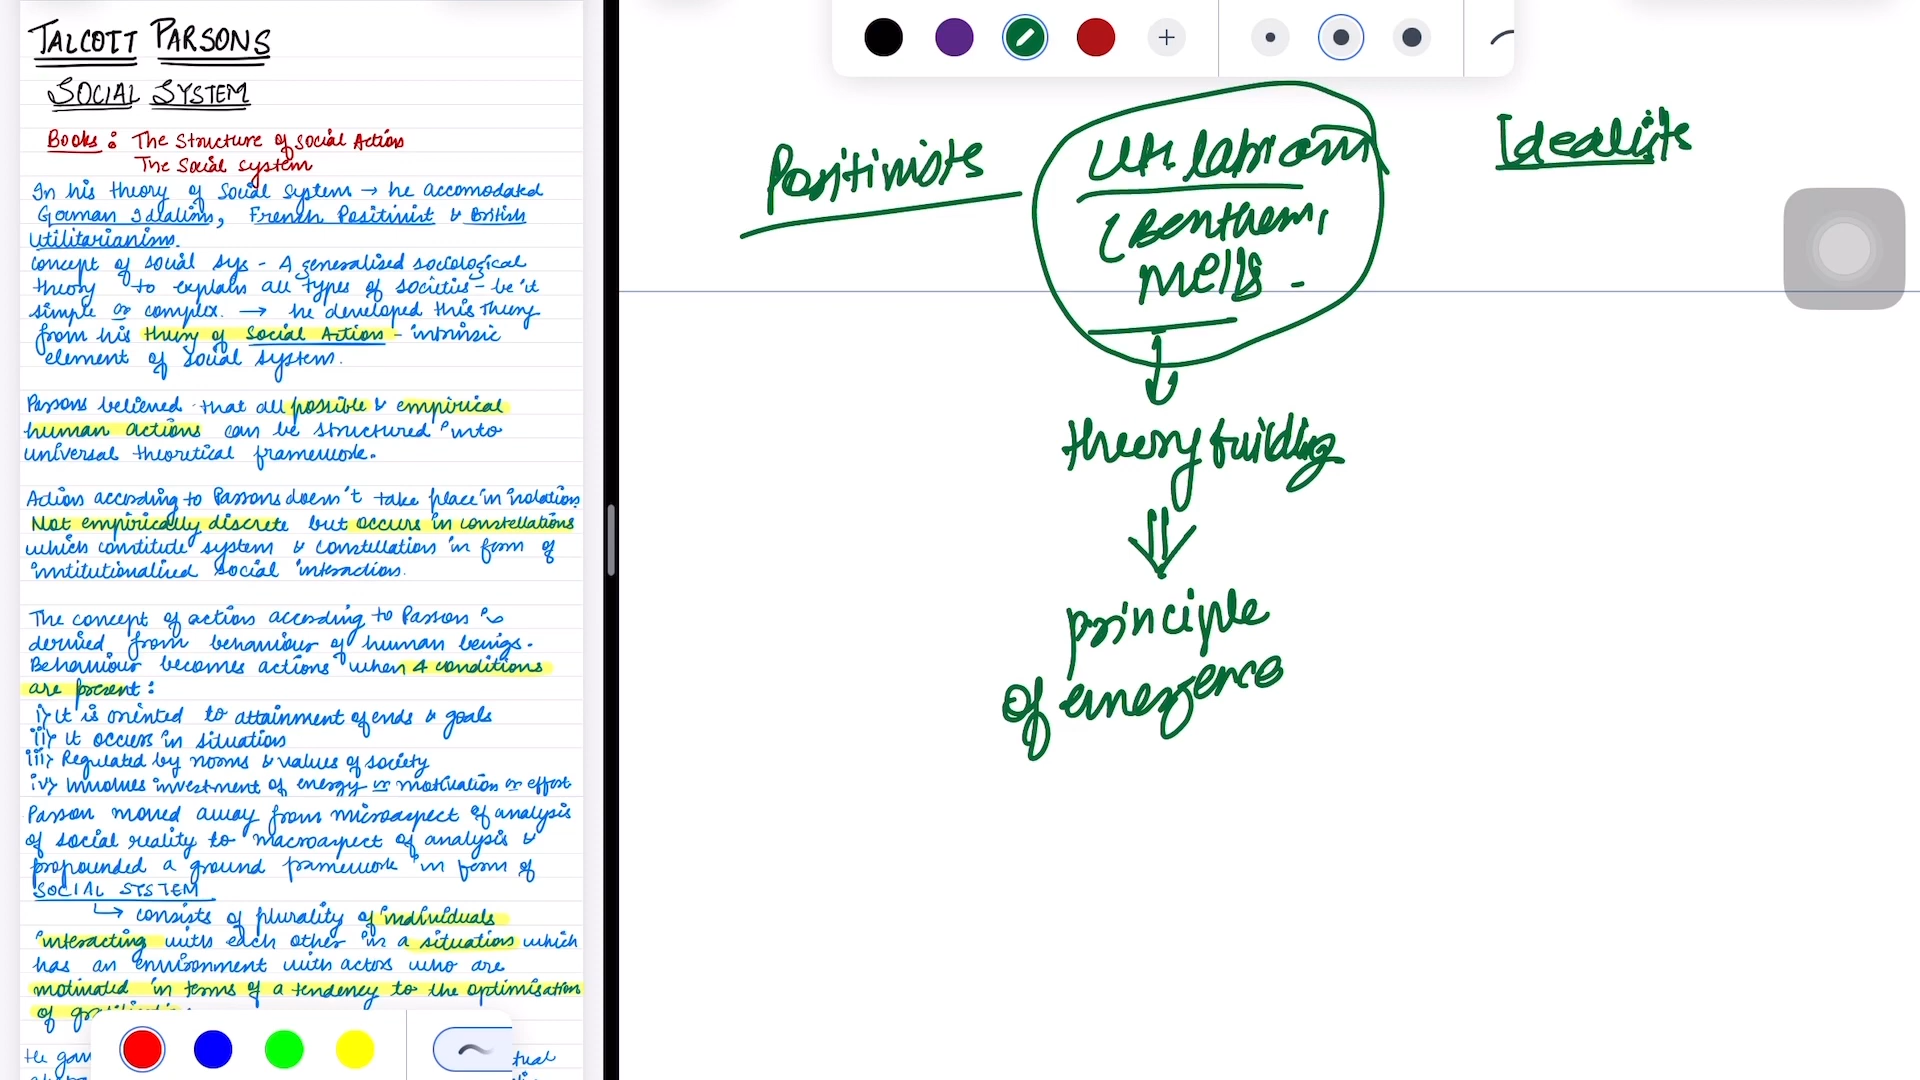 TALCOTT PARSONS
SOCIAL SYSTEM
Books : The Structure of Social Action
The Social System
In his theory of Social System → he accomodated
German Idealism, French Positivist & British
Utilitarianism.
Concept of social sys - A generalised sociological
theory to explain all types of societies - be it
simple or complex. → he developed this theory
from his theory of Social Action - intrinsic
element of social system.
Parsons believed that all possible & empirical
human actions can be structured into
universal theoretical framework.
Action according to Parsons doesn't take place in isolation.
Not empirically discrete but occurs in constellations
which constitute system & constellation in form of
institutionalised social interaction.
The concept of action according to Parsons is
derived from behaviour of human beings.
Behaviour becomes actions when 4 conditions
are present :
i) It is oriented to attainment of ends & goals
ii) it occurs in situation
iii) Regulated by norms & values of society
iv) Involves investment of energy or motivation or effort
Parson moved away from microaspect of analysis
of social reality to macroaspect of analysis &
propounded a ground framework in form of
SOCIAL SYSTEM
↳ consists of plurality of individuals
interacting with each other in a situation which
has an environment with actors who are
motivated in terms of a tendency to the optimisation
of
He
Positivists
(Benthem,
Mells -
Idealists
theory building
principle
of emergence